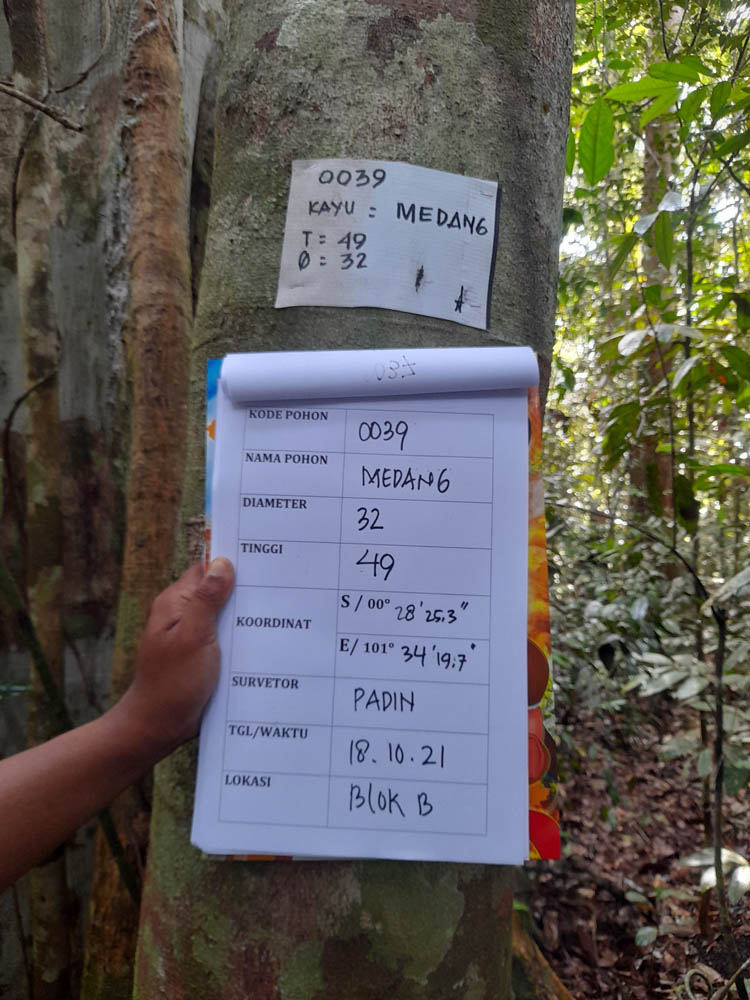 0039
KAYU : MEDANG
T = 49
Ø = 32
KODE POHON 0039
NAMA POHON MEDANG
DIAMETER 32
TINGGI 49
KOORDINAT S / 00° 28'25.3"
E/ 101° 34'19.7"
SURVETOR PADIN
TGL/WAKTU 18.10.21
LOKASI BlOK B